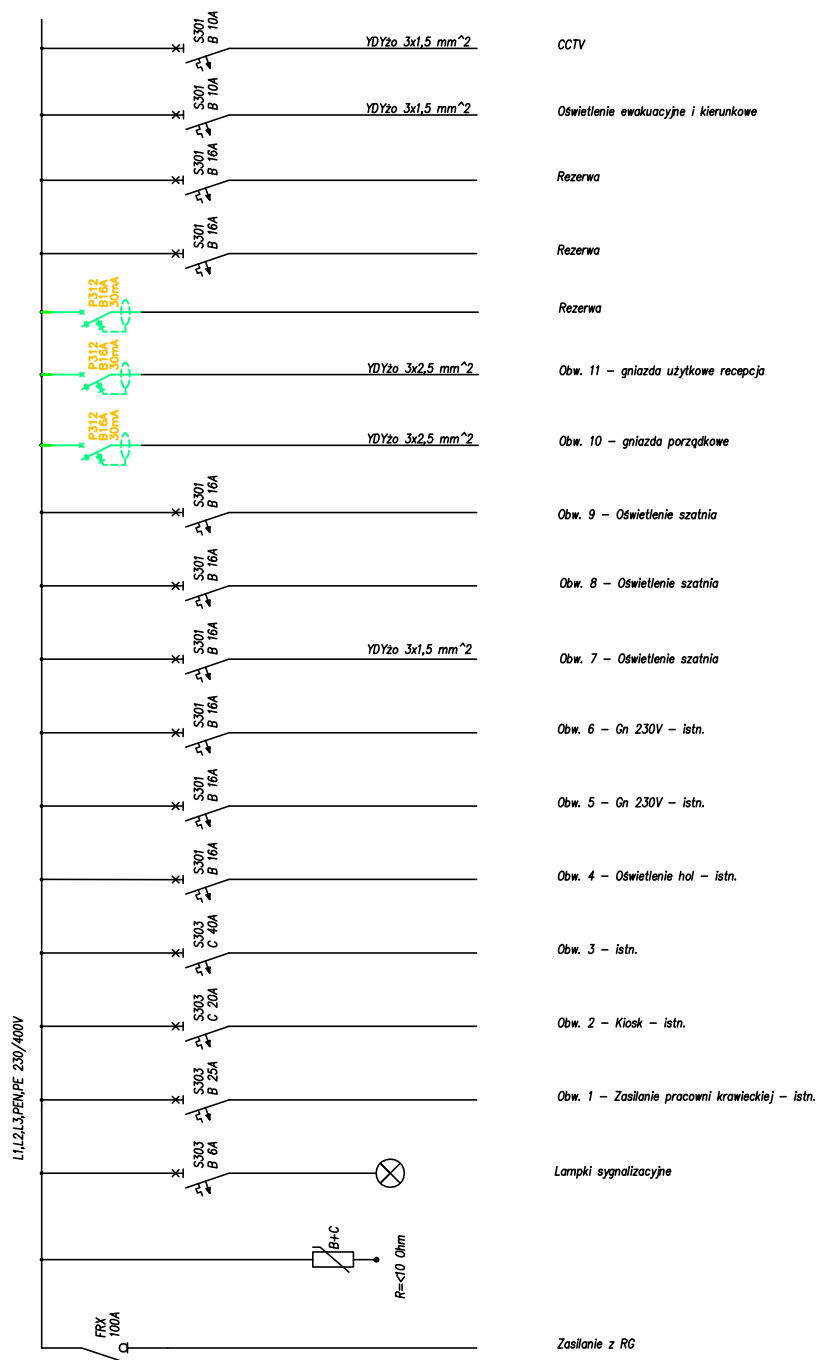 S301
B 10A
YDYżo 3x1,5 mm^2
CCTV
S301
B 10A
YDYżo 3x1,5 mm^2
Oświetlenie ewakuacyjne i kierunkowe
S301
B 16A
Rezerwa
S301
B 16A
Rezerwa
P312
B16A
30mA
Rezerwa
P312
B16A
30mA
YDYżo 3x2,5 mm^2
Obw. 11 – gniazda użytkowe recepcja
P312
B16A
30mA
YDYżo 3x2,5 mm^2
Obw. 10 – gniazda porządkowe
S301
B 16A
Obw. 9 – Oświetlenie szatnia
S301
B 16A
Obw. 8 – Oświetlenie szatnia
S301
B 16A
YDYżo 3x1,5 mm^2
Obw. 7 – Oświetlenie szatnia
S301
B 16A
Obw. 6 – Gn 230V – istn.
S301
B 16A
Obw. 5 – Gn 230V – istn.
S301
B 16A
Obw. 4 – Oświetlenie hol – istn.
S303
C 40A
Obw. 3 – istn.
S303
C 20A
Obw. 2 – Kiosk – istn.
L1,L2,L3,PEN,PE 230/400V
S303
B 25A
Obw. 1 – Zasilanie pracowni krawieckiej – istn.
S303
B 6A
Lampki sygnalizacyjne
B+C
R=<10 Ohm
FRX
100A
Zasilanie z RG